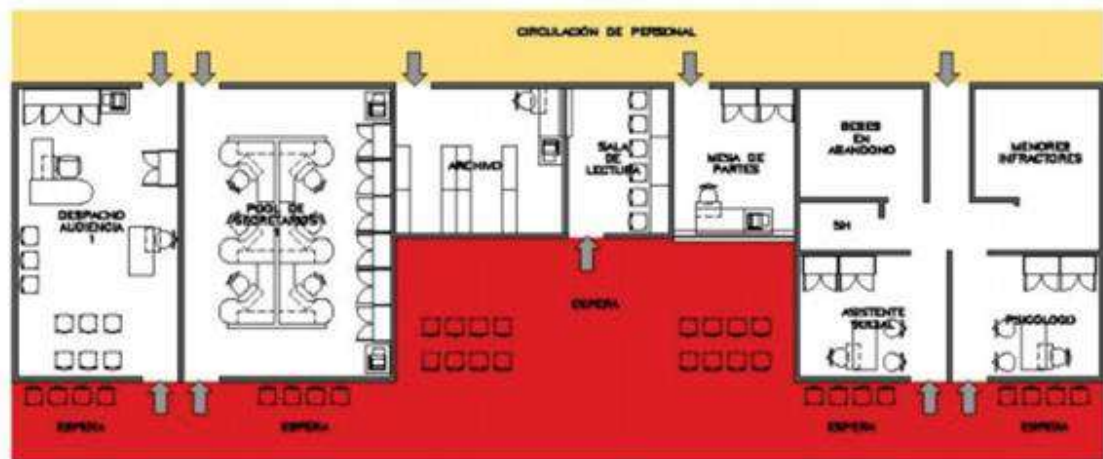 CIRCULACIÓN DE PERSONAL
BEBES
EN
ABANDONO
MENORES
INFRACTORES
SALA
DE
LECTURA
MESA DE
PARTES
ARCHIVO
DESPACHO
AUDIENCIA
1
POOL DE
SECRETARIOS
SH
ESPERA
ASISTENTE
SOCIAL
PSICOLOGO
ESPERA
ESPERA
ESPERA
ESPERA